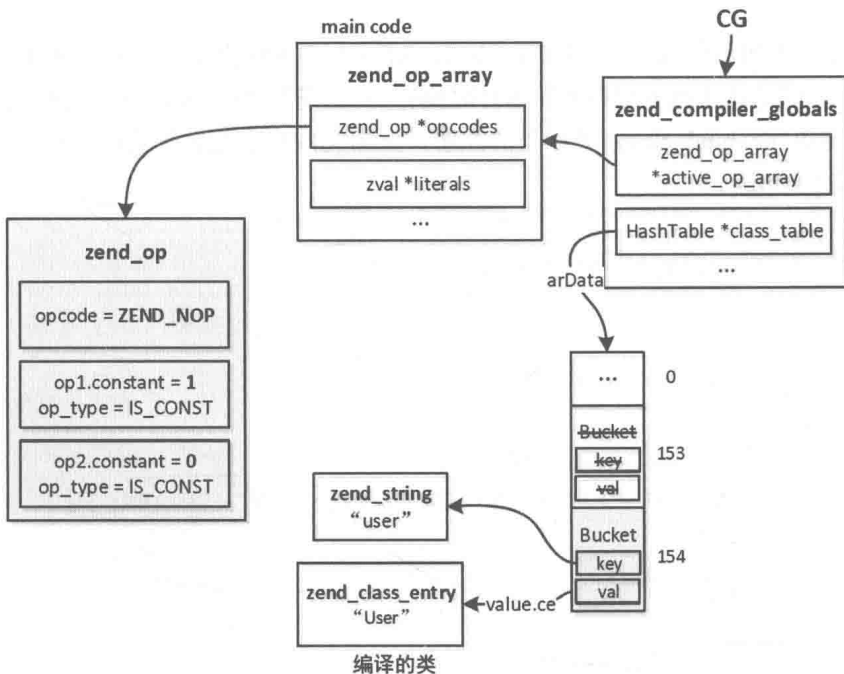 CG
main code
zend_op_array
zend_op *opcodes
zval *literals
...
zend_compiler_globals
zend_op_array
*active_op_array
HashTable *class_table
...
arData
zend_op
opcode = ZEND_NOP
op1.constant = 1
op_type = IS_CONST
op2.constant = 0
op_type = IS_CONST
...
0
Bucket
key
val
153
Bucket
key
val
154
zend_string
“user”
zend_class_entry
“User”
value.ce
编译的类